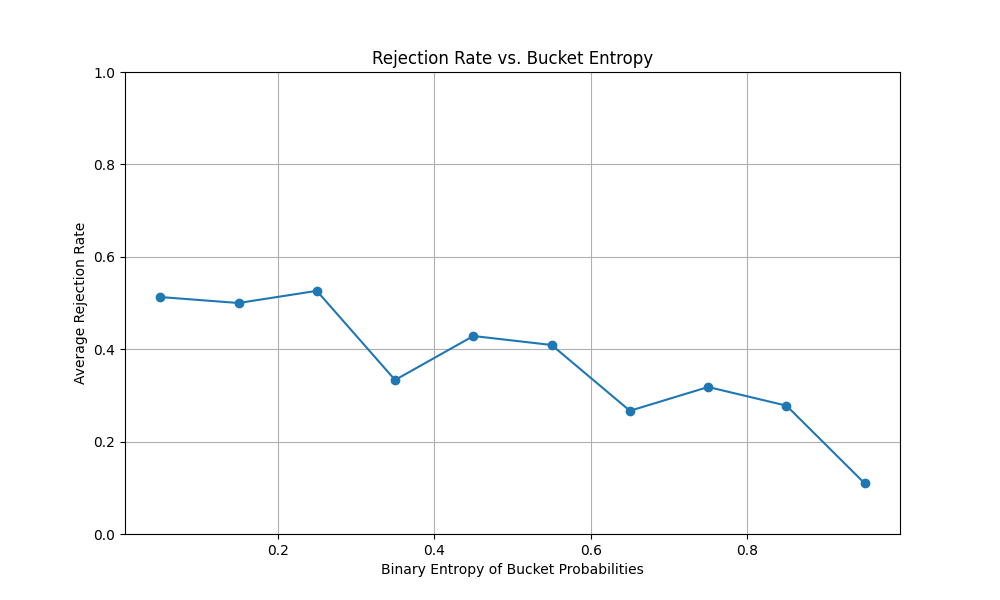 Rejection Rate vs. Bucket Entropy
1.0
0.8
0.6
0.4
0.2
0.0
Average Rejection Rate
0.2 0.4 0.6 0.8
Binary Entropy of Bucket Probabilities